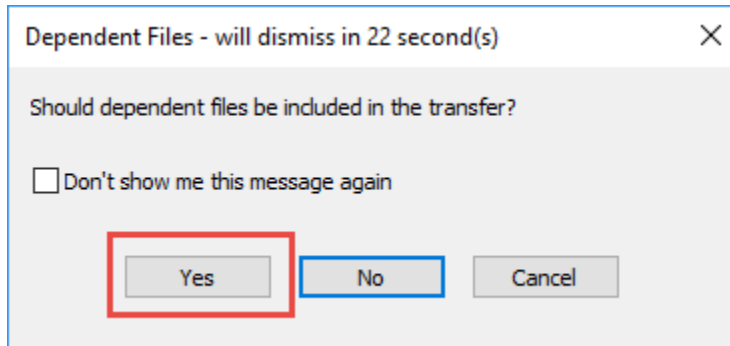 Dependent Files - will dismiss in 22 second(s)
Should dependent files be included in the transfer?
Don't show me this message again
Yes No Cancel